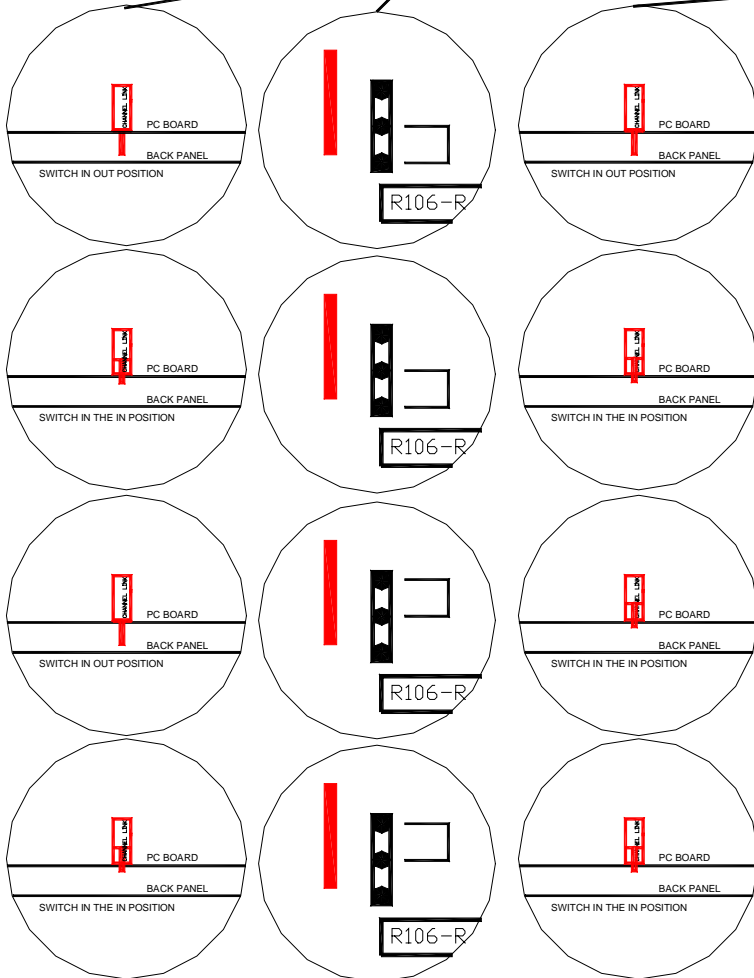 CHANNEL LINK
PC BOARD
BACK PANEL
SWITCH IN OUT POSITION
R106-R
CHANNEL LINK
PC BOARD
BACK PANEL
SWITCH IN OUT POSITION
CHANNEL LINK
PC BOARD
BACK PANEL
SWITCH IN THE IN POSITION
R106-R
CHANNEL LINK
PC BOARD
BACK PANEL
SWITCH IN THE IN POSITION
CHANNEL LINK
PC BOARD
BACK PANEL
SWITCH IN OUT POSITION
R106-R
CHANNEL LINK
PC BOARD
BACK PANEL
SWITCH IN THE IN POSITION
CHANNEL LINK
PC BOARD
BACK PANEL
SWITCH IN THE IN POSITION
R106-R
CHANNEL LINK
PC BOARD
BACK PANEL
SWITCH IN THE IN POSITION